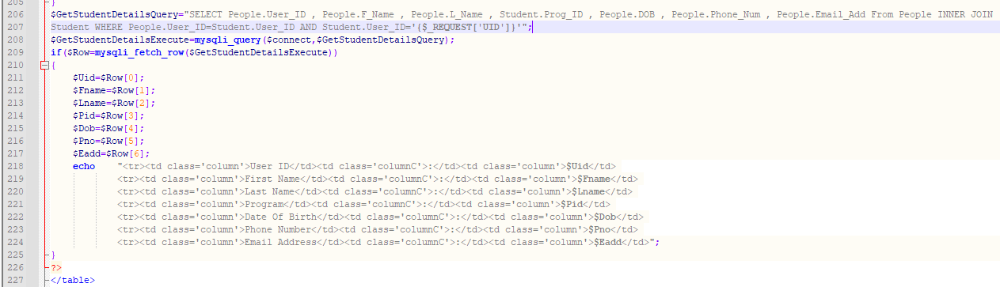 205 }
206 $GetStudentDetailsQuery="SELECT People.User_ID , People.F_Name , People.L_Name , Student.Prog_ID , People.DOB , People.Phone_Num , People.Email_Add From People INNER JOIN
207 Student WHERE People.User_ID=Student.User_ID AND Student.User_ID='{$_REQUEST['UID']}'";
208 $GetStudentDetailsExecute=mysqli_query($connect,$GetStudentDetailsQuery);
209 if($Row=mysqli_fetch_row($GetStudentDetailsExecute))
210 {
211 $Uid=$Row[0];
212 $Fname=$Row[1];
213 $Lname=$Row[2];
214 $Pid=$Row[3];
215 $Dob=$Row[4];
216 $Pno=$Row[5];
217 $Eadd=$Row[6];
218 echo "<tr><td class='column'>User ID</td><td class='columnC'>:</td><td class='column'>$Uid</td>
219 <tr><td class='column'>First Name</td><td class='columnC'>:</td><td class='column'>$Fname</td>
220 <tr><td class='column'>Last Name</td><td class='columnC'>:</td><td class='column'>$Lname</td>
221 <tr><td class='column'>Program</td><td class='columnC'>:</td><td class='column'>$Pid</td>
222 <tr><td class='column'>Date Of Birth</td><td class='columnC'>:</td><td class='column'>$Dob</td>
223 <tr><td class='column'>Phone Number</td><td class='columnC'>:</td><td class='column'>$Pno</td>
224 <tr><td class='column'>Email Address</td><td class='columnC'>:</td><td class='column'>$Eadd</td>";
225 }
226 ?>
227 </table>